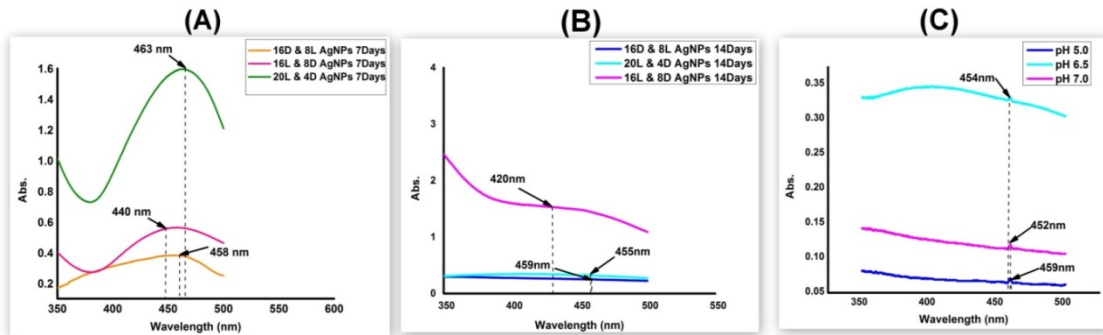 (A)
463 nm
16D & 8L AgNPs 7Days
16L & 8D AgNPs 7Days
20L & 4D AgNPs 7Days
1.6
1.4
1.2
1.0
0.8
0.6
0.4
0.2
Abs.
440 nm
458 nm
350
400
450
500
550
600
Wavelength (nm)
(B)
16D & 8L AgNPs 14Days
20L & 4D AgNPs 14Days
16L & 8D AgNPs 14Days
4
3
2
1
0
Abs.
420nm
455nm
459nm
350
400
450
500
550
Wavelength (nm)
(C)
pH 5.0
pH 6.5
pH 7.0
0.35
0.30
0.25
0.20
0.15
0.10
0.05
Abs.
454nm
452nm
459nm
400
450
500
Wavelength (nm)